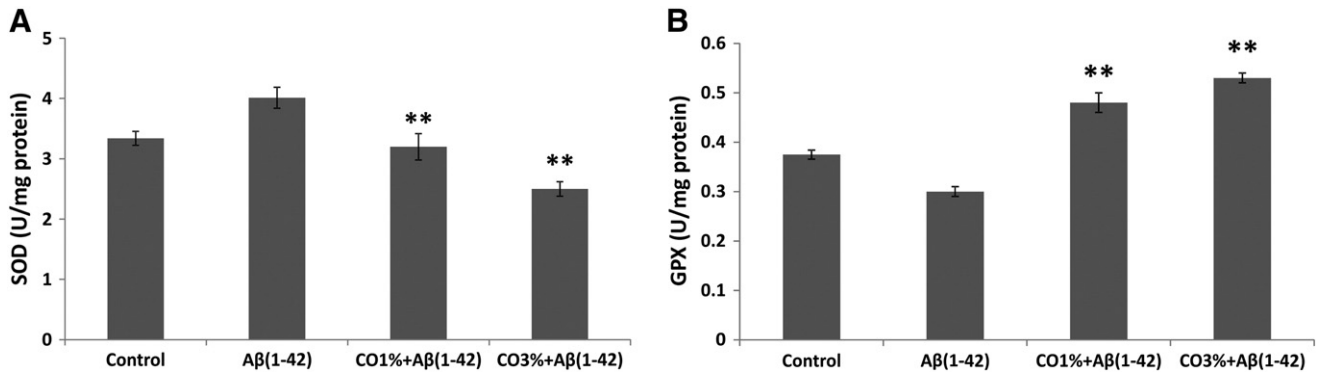 A
SOD (U/mg protein)
5
4
3
2
1
0
**
**
Control
Aβ(1-42)
CO1%+Aβ(1-42)
CO3%+Aβ(1-42)
B
GPX (U/mg protein)
0.6
0.5
0.4
0.3
0.2
0.1
0
**
**
Control
Aβ(1-42)
CO1%+Aβ(1-42)
CO3%+Aβ(1-42)